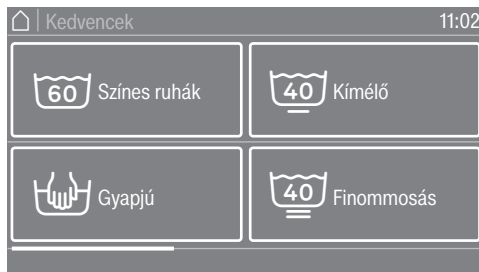 Kedvencek 11:02
60 Színes ruhák
40 Kímélő
Gyapjú
40 Finommosás